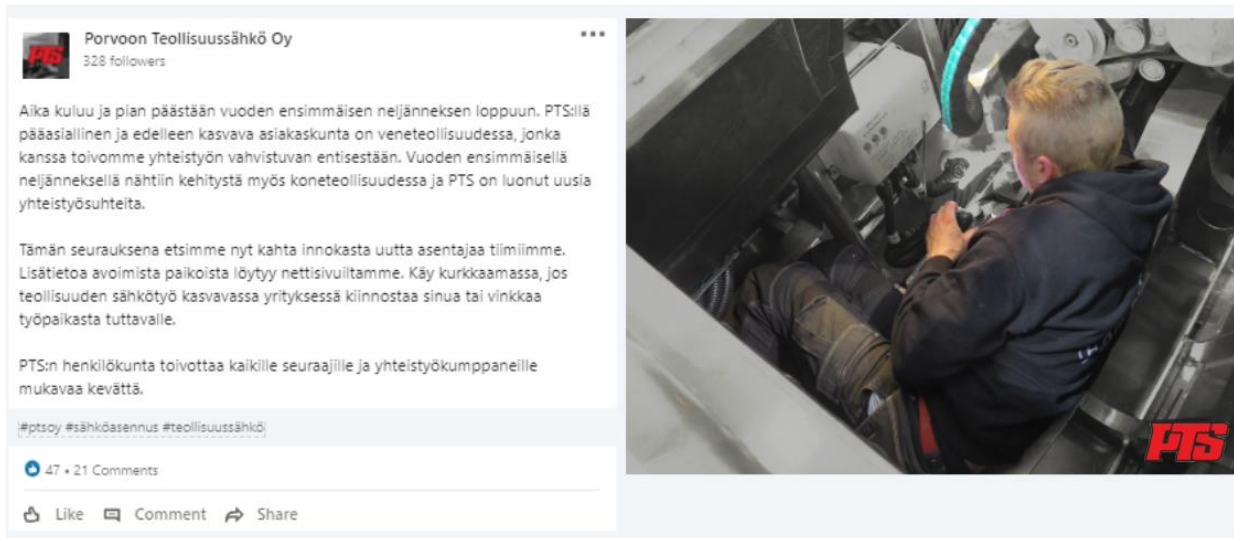 Porvoon Teollisuussähkö Oy
328 followers
PTS
Aika kuluu ja pian päästään vuoden ensimmäisen neljänneksen loppuun. PTS:llä
pääasiallinen ja edelleen kasvava asiakaskunta on veneteollisuudessa, jonka
kanssa toivomme yhteistyön vahvistuvan entisestään. Vuoden ensimmäisellä
neljänneksellä nähtiin kehitystä myös koneteollisuudessa ja PTS on luonut uusia
yhteistyösuhteita.
Tämän seurauksena etsimme nyt kahta innokasta uutta asentajaa tiimiimme.
Lisätietoa avoimista paikoista löytyy nettisivuiltamme. Käy kurkkaamassa, jos
teollisuuden sähkötyö kasvavassa yrityksessä kiinnostaa sinua tai vinkkaa
työpaikasta tuttavalle.
PTS:n henkilökunta toivottaa kaikille seuraajille ja yhteistyökumppaneille
mukavaa kevättä.
#ptsoy #sähköasennus #teollisuussähkö
47 • 21 Comments
Like Comment Share
PTS